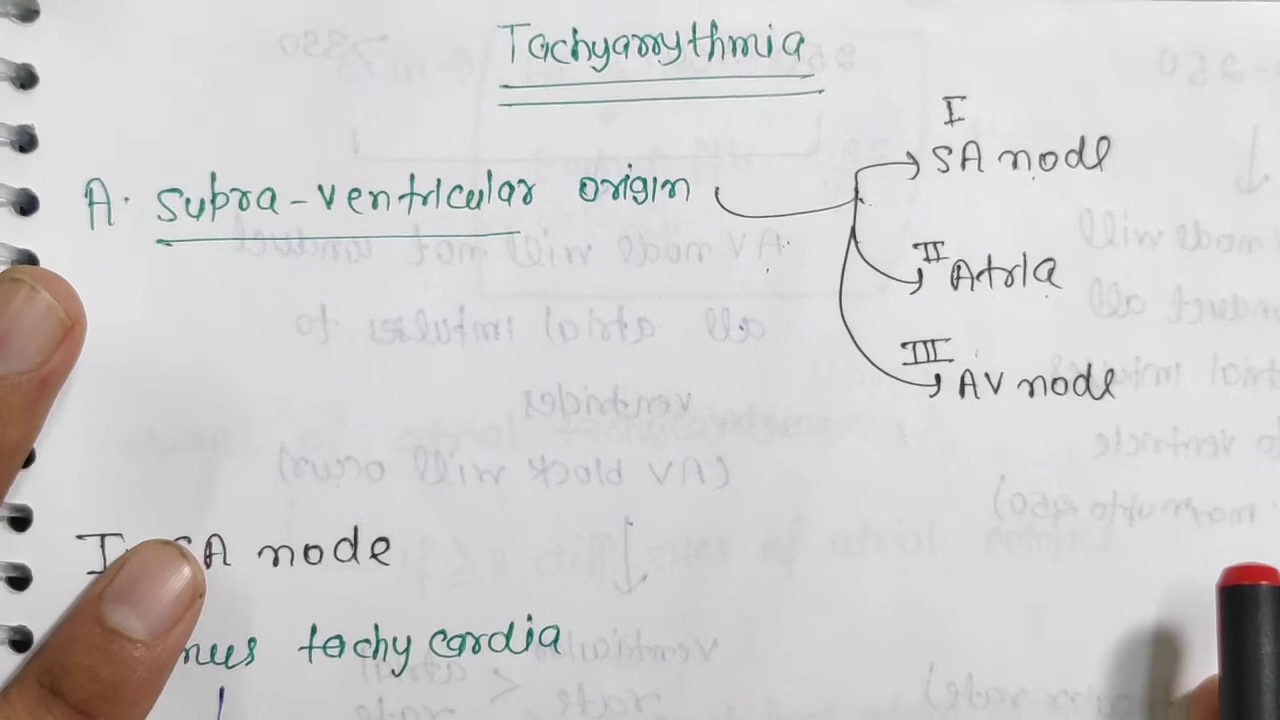 Tachyarrythmia
I
SA node
A. Supra-ventricular origin
II
Atria
III
AV node
I. SA node
tachycardia